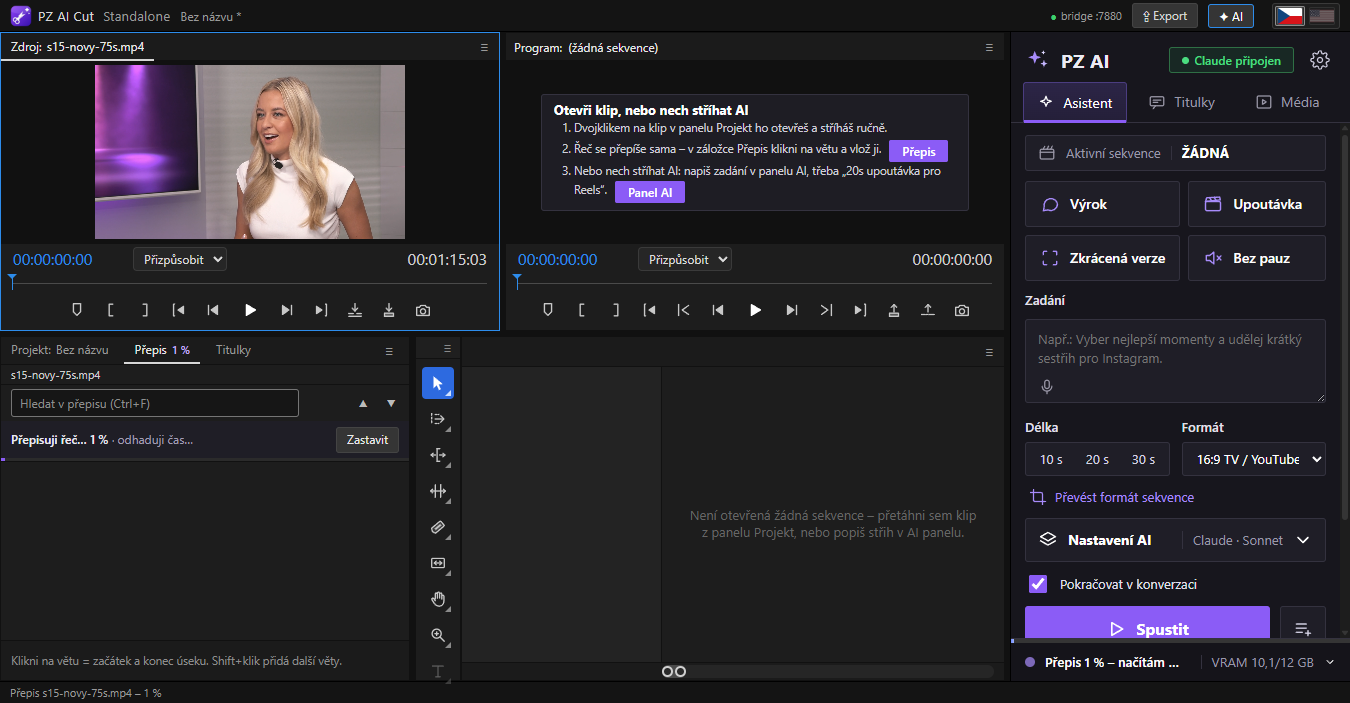 PZ AI Cut Standalone Bez názvu *
bridge :7880
Export
AI
Zdroj: s15-novy-75s.mp4
00:00:00:00
Přizpůsobit
00:01:15:03
Program: (žádná sekvence)
Otevři klip, nebo nech stříhat AI
1. Dvojklikem na klip v panelu Projekt ho otevřeš a stříháš ručně.
2. Řeč se přepíše sama – v záložce Přepis klikni na větu a vlož ji. Přepis
3. Nebo nech stříhat AI: napiš zadání v panelu AI, třeba „20s upoutávka pro
Reels“. Panel AI
00:00:00:00
Přizpůsobit
00:00:00:00
Projekt: Bez názvu
Přepis 1 %
Titulky
s15-novy-75s.mp4
Hledat v přepisu (Ctrl+F)
Přepisuji řeč... 1 % · odhaduji čas...
Zastavit
Klikni na větu = začátek a konec úseku. Shift+klik přidá další věty.
Není otevřená žádná sekvence – přetáhni sem klip
z panelu Projekt, nebo popiš střih v AI panelu.
PZ AI
Claude připojen
Asistent
Titulky
Média
Aktivní sekvence ŽÁDNÁ
Výrok
Upoutávka
Zkrácená verze
Bez pauz
Zadání
Např.: Vyber nejlepší momenty a udělej krátký
sestřih pro Instagram.
Délka
Formát
10 s 20 s 30 s
16:9 TV / YouTube
Převést formát sekvence
Nastavení AI
Claude · Sonnet
Pokračovat v konverzaci
Spustit
Přepis 1 % – načítám ...
VRAM 10,1/12 GB
Přepis s15-novy-75s.mp4 – 1 %